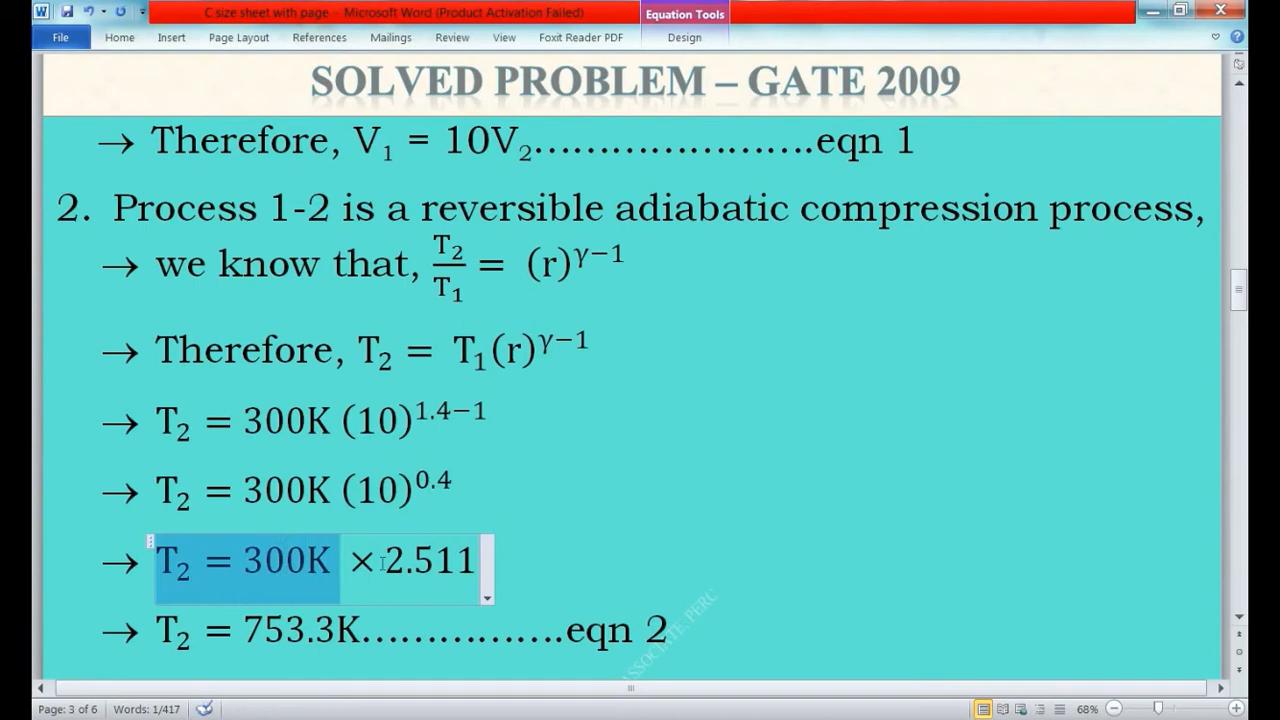 C size sheet with page - Microsoft Word (Product Activation Failed)
Equation Tools
File Home Insert Page Layout References Mailings Review View Foxit Reader PDF Design
SOLVED PROBLEM – GATE 2009
→ Therefore, V₁ = 10V₂......................eqn 1
2. Process 1-2 is a reversible adiabatic compression process,
→ we know that, T₂/T₁ = (r)^γ−1
→ Therefore, T₂ = T₁(r)^γ−1
→ T₂ = 300K (10)^1.4−1
→ T₂ = 300K (10)^0.4
→ T₂ = 300K × 2.511
→ T₂ = 753.3K................eqn 2
ASSOCIATE PERC
Page: 3 of 6 Words: 1/417 68%